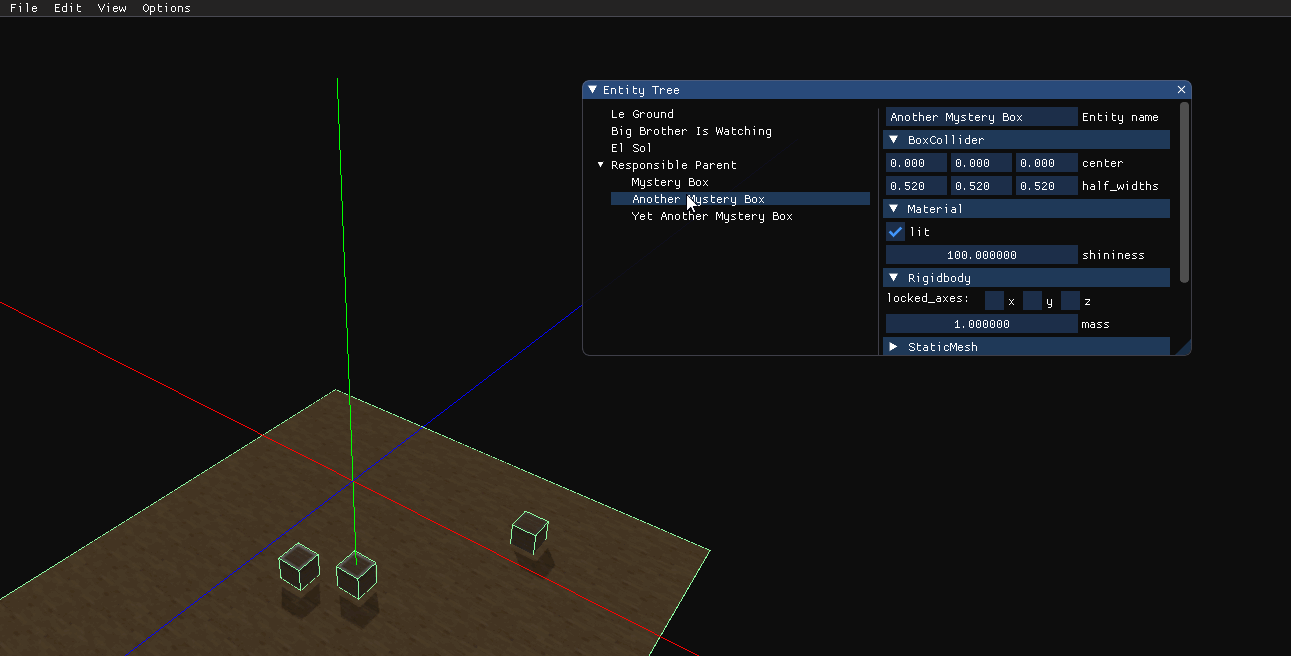 File Edit View Options
Entity Tree
Le Ground
Big Brother Is Watching
El Sol
Responsible Parent
Mystery Box
Another Mystery Box
Yet Another Mystery Box
Another Mystery Box Entity name
BoxCollider
0.000 0.000 0.000 center
0.520 0.520 0.520 half_widths
Material
lit
100.000000 shininess
Rigidbody
locked_axes: x y z
1.000000 mass
StaticMesh